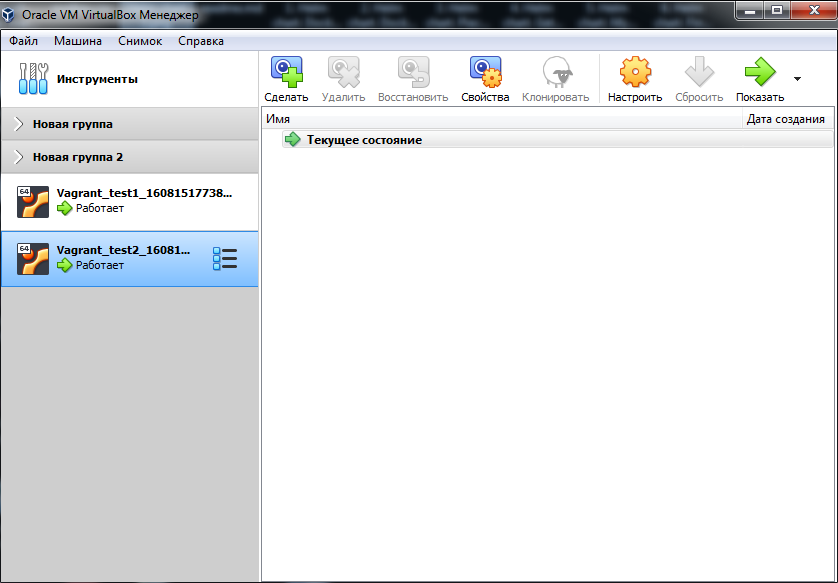 Oracle VM VirtualBox Менеджер
Файл Машина Снимок Справка
Инструменты
Новая группа
Новая группа 2
64
Vagrant_test1_16081517738...
Работает
64
Vagrant_test2_16081...
Работает
Сделать Удалить Восстановить Свойства Клонировать Настроить Сбросить Показать
Имя Дата создания
Текущее состояние